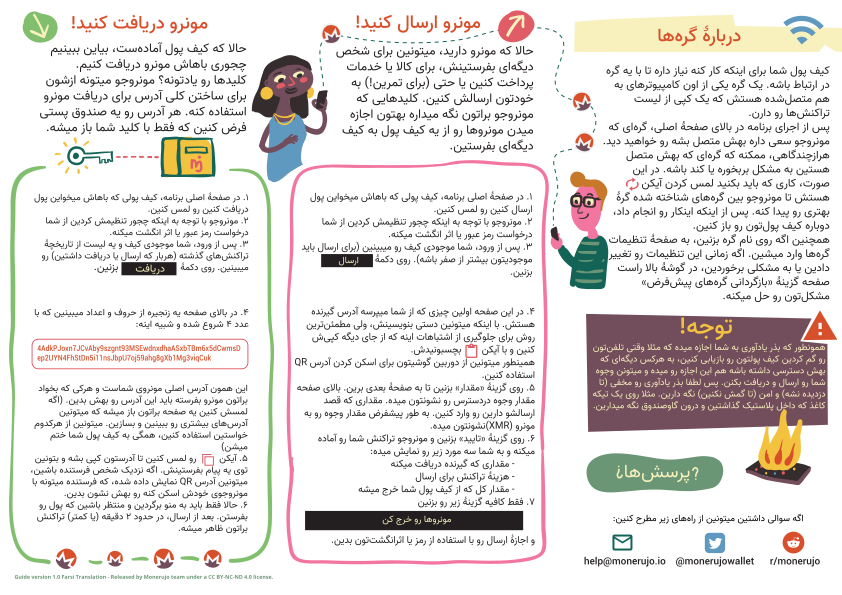 دربارهٔ گره‌ها
کیف پول شما برای اینکه کار کنه نیاز داره تا با یه گره
در ارتباط باشه. یک گره یکی از اون کامپیوترهای به
هم متصل‌شده هستش که یک کپی از لیست
تراکنش‌ها رو دارن.
پس از اجرای برنامه در بالای صفحهٔ اصلی، گره‌ای که
مونروجو سعی داره بهش متصل بشه رو خواهید دید.
هرازچندگاهی، ممکنه که گره‌ای که بهش متصل
هستین به مشکل بربخوره یا کند باشه. در این
صورت، کاری که باید بکنید لمس کردن آیکن
هستش تا مونروجو بین گره‌های شناخته شده گرهٔ
بهتری رو پیدا کنه. پس از اینکه اینکار رو انجام داد،
دوباره کیف پول‌تون رو باز کنین.
همچنین اگه روی نام گره بزنین، به صفحهٔ تنظیمات
گره‌ها وارد میشین. اگه زمانی این تنظیمات رو تغییر
دادین یا به مشکلی برخوردین، در گوشهٔ بالا راست
صفحه گزینهٔ «بازگردانی گره‌های پیش‌فرض»
مشکل‌تون رو حل میکنه.
توجه!
همونطور که بذر یادآوری به شما اجازه میده که مثلا وقتی تلفن‌تون
رو گم کردین کیف پولتون رو بازیابی کنین، به هرکس دیگه‌ای که
بهش دسترسی داشته باشه هم این اجازه رو میده و میتونن وجوه
شما رو ارسال و دریافت بکنن. پس لطفا بذر یادآوری رو مخفی (تا
دزدیده نشه) و امن (تا گمش نکنین) نگه دارین. مثلا روی یک تیکه
کاغذ که داخل پلاستیک گذاشتین و درون گاوصندوق نگه میدارین.
پرسش‌ها؟
اگه سوالی داشتین میتونین از راه‌های زیر مطرح کنین:
help@monerujo.io @monerujowallet r/monerujo
مونرو ارسال کنید!
حالا که مونرو دارید، میتونین برای شخص
دیگه‌ای بفرستینش، برای کالا یا خدمات
پرداخت کنین یا حتی (برای تمرین!) به
خودتون ارسالش کنین. کلیدهایی که
مونروجو براتون نگه میداره بهتون اجازه
میدن مونروها رو از یه کیف پول به کیف
دیگه‌ای بفرستین.
۱. در صفحهٔ اصلی برنامه، کیف پولی که باهاش میخواین پول
ارسال کنین رو لمس کنین.
۲. مونروجو با توجه به اینکه چجور تنظیمش کردین از شما
درخواست رمز عبور یا اثر انگشت میکنه.
۳. پس از ورود، شما موجودی کیف رو میبینین (برای ارسال باید
موجودیتون بیشتر از صفر باشه). روی دکمهٔ ارسال
بزنین.
۴. در این صفحه اولین چیزی که از شما میپرسه آدرس گیرنده
هستش. با اینکه میتونین دستی بنویسینش، ولی مطمئن‌ترین
روش برای جلوگیری از اشتباهات اینه که از جای دیگه کپی‌ش
کنین و با آیکن بچسبونیدش.
همینطور میتونین از دوربین گوشیتون برای اسکن کردن آدرس QR
استفاده کنین.
۵. روی گزینهٔ «مقدار» بزنین تا به صفحهٔ بعدی برین. بالای صفحه
مقدار وجوه دردسترس رو نشونتون میده. مقداری که قصد
ارسالشو دارین رو وارد کنین. به طور پیشفرض مقدار وجوه رو به
مونرو (XMR)نشونتون میده.
۶. روی گزینهٔ «تایید» بزنین و مونروجو تراکنش شما رو آماده
میکنه و به شما سه مورد زیر رو نمایش میده:
- مقداری که گیرنده دریافت میکنه
- هزینهٔ تراکنش برای ارسال
- مقدار کل که از کیف پول شما خرج میشه
۷. فقط کافیه گزینهٔ زیر رو بزنین
مونروها رو خرج کن
و اجازهٔ ارسال رو با استفاده از رمز یا اثرانگشت‌تون بدین.
مونرو دریافت کنید!
حالا که کیف پول آماده‌ست، بیاین ببینیم
چجوری باهاش مونرو دریافت کنیم.
کلیدها رو یادتونه؟ مونروجو میتونه ازشون
برای ساختن کلی آدرس برای دریافت مونرو
استفاده کنه. هر آدرس رو یه صندوق پستی
فرض کنین که فقط با کلید شما باز میشه.
۱. در صفحهٔ اصلی برنامه، کیف پولی که باهاش میخواین پول
دریافت کنین رو لمس کنین.
۲. مونروجو با توجه به اینکه چجور تنظیمش کردین از شما
درخواست رمز عبور یا اثر انگشت میکنه.
۳. پس از ورود، شما موجودی کیف و یه لیست از تاریخچهٔ
تراکنش‌های گذشته (هربار که ارسال یا دریافت داشتین) رو
میبینین. روی دکمهٔ دریافت بزنین.
۴. در بالای صفحه یه زنجیره از حروف و اعداد میبینین که با
عدد ۴ شروع شده و شبیه اینه:
4AdkPJoxn7JCvAby9szgnt93MSEwdnxdhaASxbTBm6x5dCwmsD
ep2UYN4FhStDn5i11nsJbpU7oj59ahg8gXb1Mg3viqCuk
این همون آدرس اصلی مونروی شماست و هرکی که بخواد
براتون مونرو بفرسته باید این آدرس رو بهش بدین. (اگه
لمسش کنین یه صفحه براتون باز میشه که میتونین
آدرس‌های بیشتری رو ببینین و بسازین. میتونین از هرکدوم
خواستین استفاده کنین، همگی به کیف پول شما ختم
میشن)
۵. آیکن رو لمس کنین تا آدرستون کپی بشه و بتونین
توی یه پیام بفرستینش. اگه نزدیک شخص فرستنده باشین،
میتونین آدرس QR نمایش داده شده، که فرستنده میتونه با
مونروجوی خودش اسکن کنه رو بهش نشون بدین.
۶. حالا فقط باید به منو برگردین و منتظر باشین که پول رو
بفرستن. بعد از ارسال، در حدود ۲ دقیقه (یا کمتر) تراکنش
براتون ظاهر میشه.
Guide version 1.0 Farsi Translation - Released by Monerujo team under a CC BY-NC-ND 4.0 license.